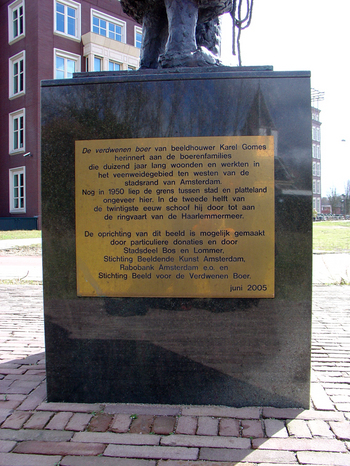 De verdwenen boer van beeldhouwer Karel Gomes
herinnert aan de boerenfamilies
die duizend jaar lang woonden en werkten in
het veenweidegebied ten westen van de
stadsrand van Amsterdam.
Nog in 1950 liep de grens tussen stad en platteland
ongeveer hier. In de tweede helft van
de twintigste eeuw schoof hij door tot aan
de ringvaart van de Haarlemmermeer.
De oprichting van dit beeld is mogelijk gemaakt
door particuliere donaties en door
Stadsdeel Bos en Lommer,
Stichting Beeldende Kunst Amsterdam,
Rabobank Amsterdam e.o. en
Stichting Beeld voor de Verdwenen Boer.
juni 2005